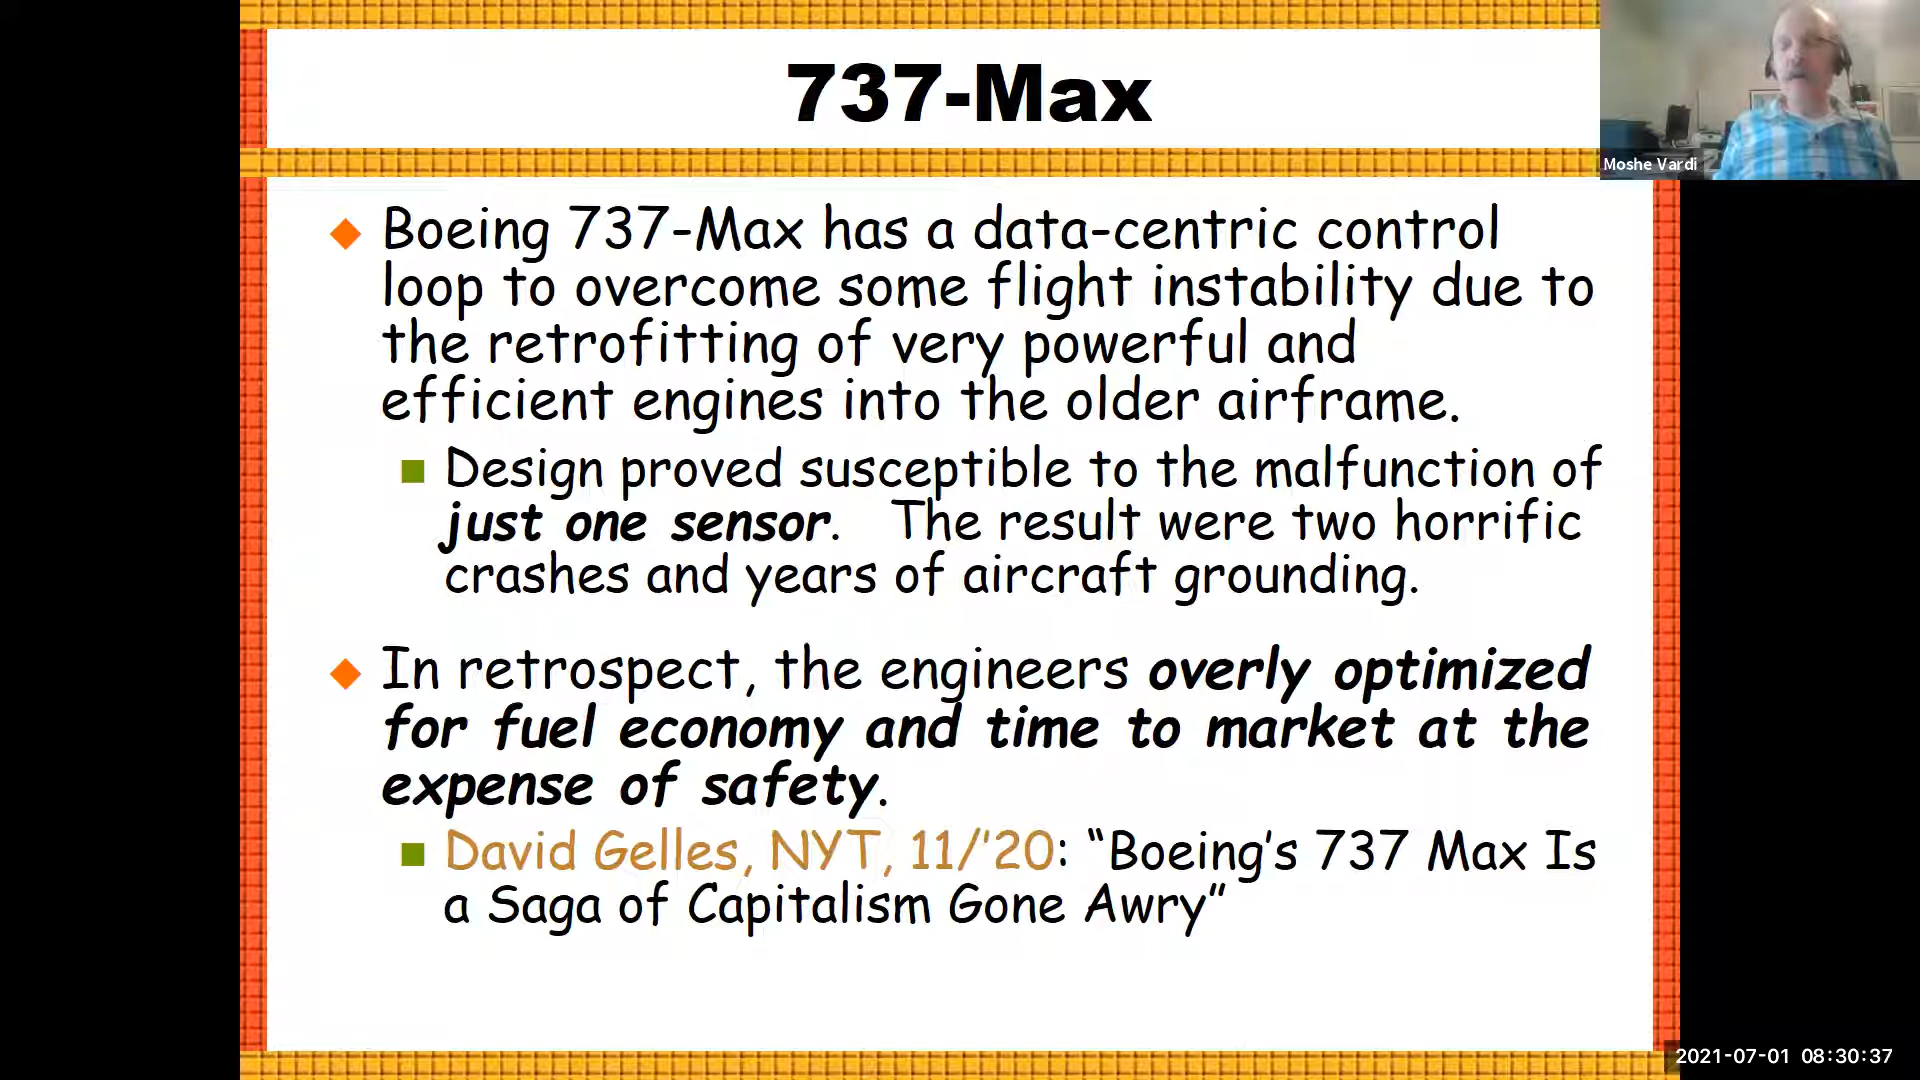 737-Max
Moshe Vardi
Boeing 737-Max has a data-centric control
loop to overcome some flight instability due to
the retrofitting of very powerful and
efficient engines into the older airframe.
Design proved susceptible to the malfunction of
just one sensor. The result were two horrific
crashes and years of aircraft grounding.
In retrospect, the engineers overly optimized
for fuel economy and time to market at the
expense of safety.
David Gelles, NYT, 11/’20: “Boeing’s 737 Max Is
a Saga of Capitalism Gone Awry”
2021-07-01 08:30:37